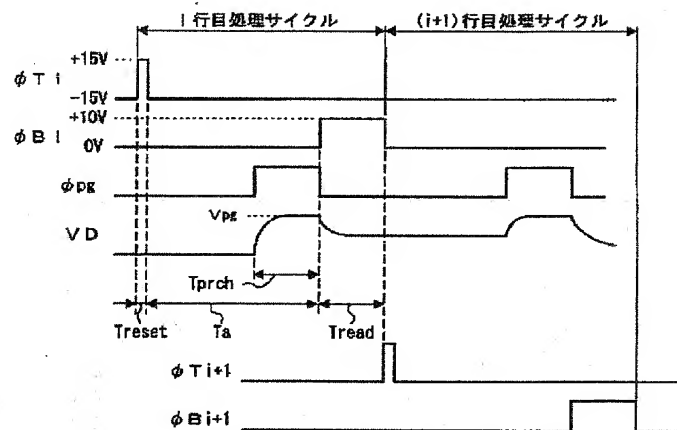 i 行目処理サイクル
(i+1)行目処理サイクル
+15V
φTi
-15V
+10V
φBi
0V
φpg
Vpg
VD
Tprch
Treset
Ta
Tread
φTi+1
φBi+1